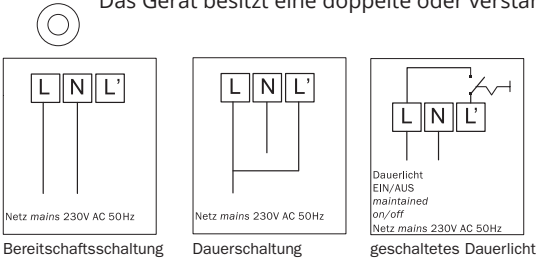 Das Gerät besitzt eine doppelte oder
L N L'
Netz mains 230V AC 50Hz
Bereitschaftsschaltung
L N L'
Netz mains 230V AC 50Hz
Dauerschaltung
L N L'
Dauerlicht
EIN/AUS
maintained
on/off
Netz mains 230V AC 50Hz
geschaltetes Dauerlicht